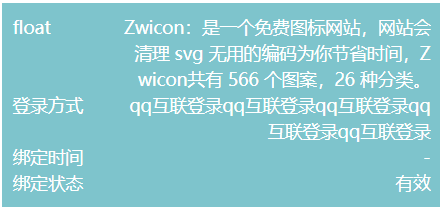 float Zwicon：是一个免费图标网站，网站会
清理 svg 无用的编码为你节省时间，Z
wicon共有 566 个图案，26 种分类。
登录方式 qq互联登录qq互联登录qq互联登录qq
互联登录qq互联登录
绑定时间 -
绑定状态 有效